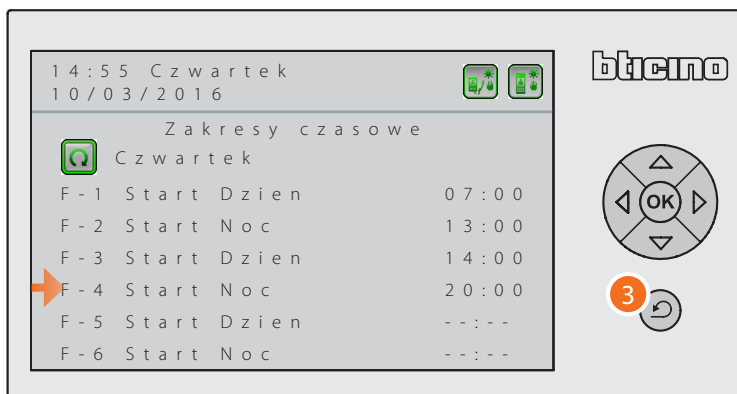 14:55 Czwartek
10/03/2016
bticino
Zakresy czasowe
Czwartek
F-1 Start Dzien 07:00
F-2 Start Noc 13:00
F-3 Start Dzien 14:00
F-4 Start Noc 20:00
F-5 Start Dzien --:--
F-6 Start Noc --:--
OK
3